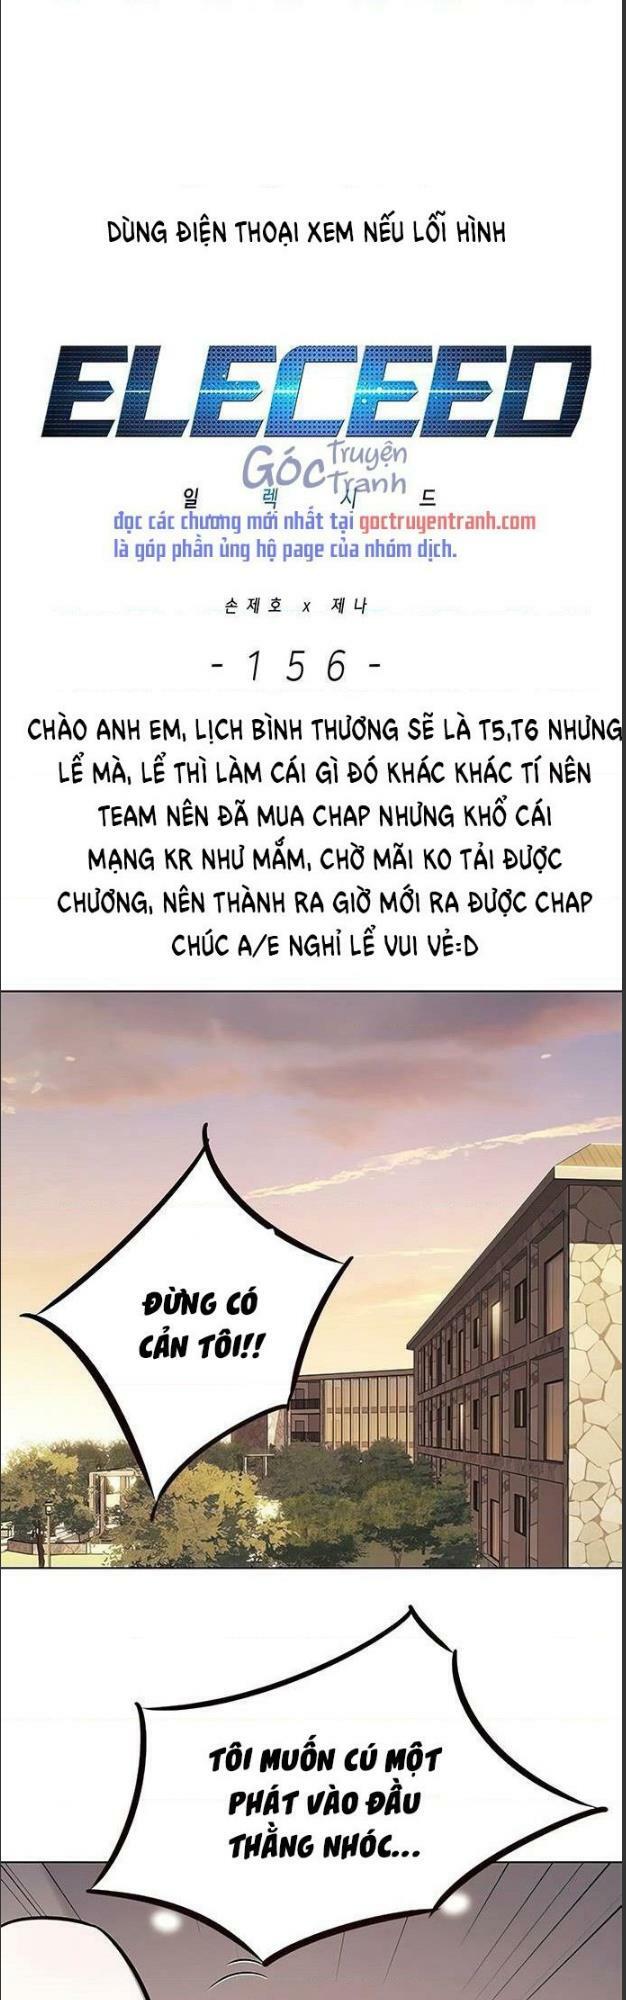 DÙNG ĐIỆN THOẠI XEM NẾU LỖI HÌNH
ELECEED
Góc Truyện Tranh
일 렉 시 드
đọc các chương mới nhất tại goctruyentranh.com
là góp phần ủng hộ page của nhóm dịch.
손제호 x 제나
- 1 5 6 -
CHÀO ANH EM, LỊCH BÌNH THƯƠNG SẼ LÀ T5,T6 NHƯNG
LỂ MÀ, LỂ THÌ LÀM CÁI GÌ ĐÓ KHÁC KHÁC TÍ NÊN
TEAM NÊN ĐÃ MUA CHAP NHƯNG KHỔ CÁI
MẠNG KR NHƯ MẮM, CHỜ MÃI KO TẢI ĐƯỢC
CHƯƠNG, NÊN THÀNH RA GIỜ MỚI RA ĐƯỢC CHAP
CHÚC A/E NGHỈ LỂ VUI VẺ=D
ĐỪNG CÓ
CẢN TÔI!!
TÔI MUỐN CÚ MỘT
PHÁT VÀO ĐẦU
THẰNG NHÓC...